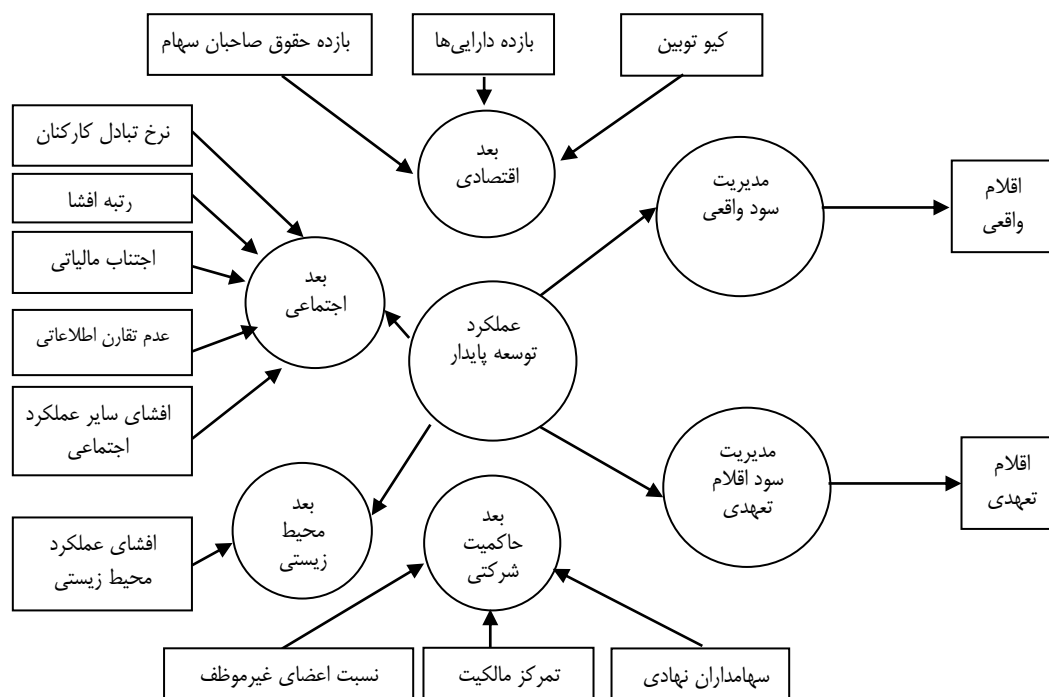 کیو توبین
بازده دارایی‌ها
بازده حقوق صاحبان سهام
نرخ تبادل کارکنان
رتبه افشا
اجتناب مالیاتی
عدم تقارن اطلاعاتی
افشای سایر عملکرد
اجتماعی
افشای عملکرد
محیط زیستی
بعد
اقتصادی
بعد
اجتماعی
بعد
محیط
زیستی
بعد
حاکمیت
شرکتی
عملکرد
توسعه پایدار
مدیریت
سود واقعی
مدیریت
سود اقلام
تعهدی
اقلام
واقعی
اقلام
تعهدی
سهامداران نهادی
تمرکز مالکیت
نسبت اعضای غیرموظف